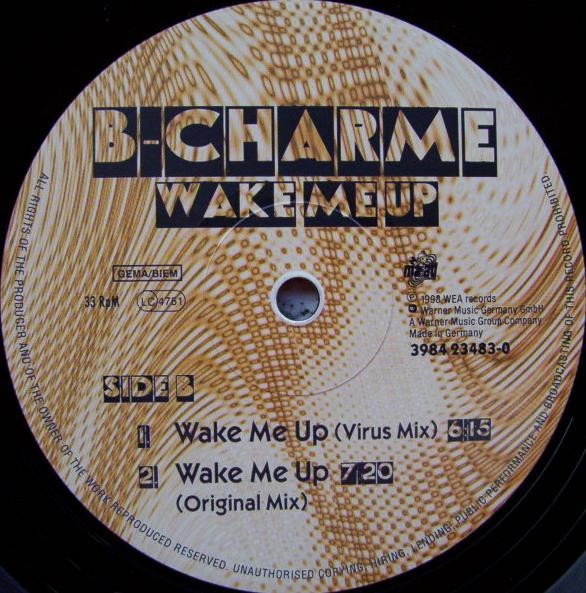 B-CHARME
WAKE ME UP
GEMA/BIEM
33 RpM
LC 4751
℗ 1998 WEA records
© Warner Music Germany GmbH
A Warner Music Group Company
Made in Germany
3984 23483-0
SIDE B
1| Wake Me Up (Virus Mix) 6:15
2| Wake Me Up 7:20
(Original Mix)
ALL RIGHTS OF THE PRODUCER AND OF THE OWNER OF THE WORK REPRODUCED RESERVED. UNAUTHORISED COPYING, HIRING, LENDING, PUBLIC PERFORMANCE AND BROADCASTING OF THIS RECORD PROHIBITED.